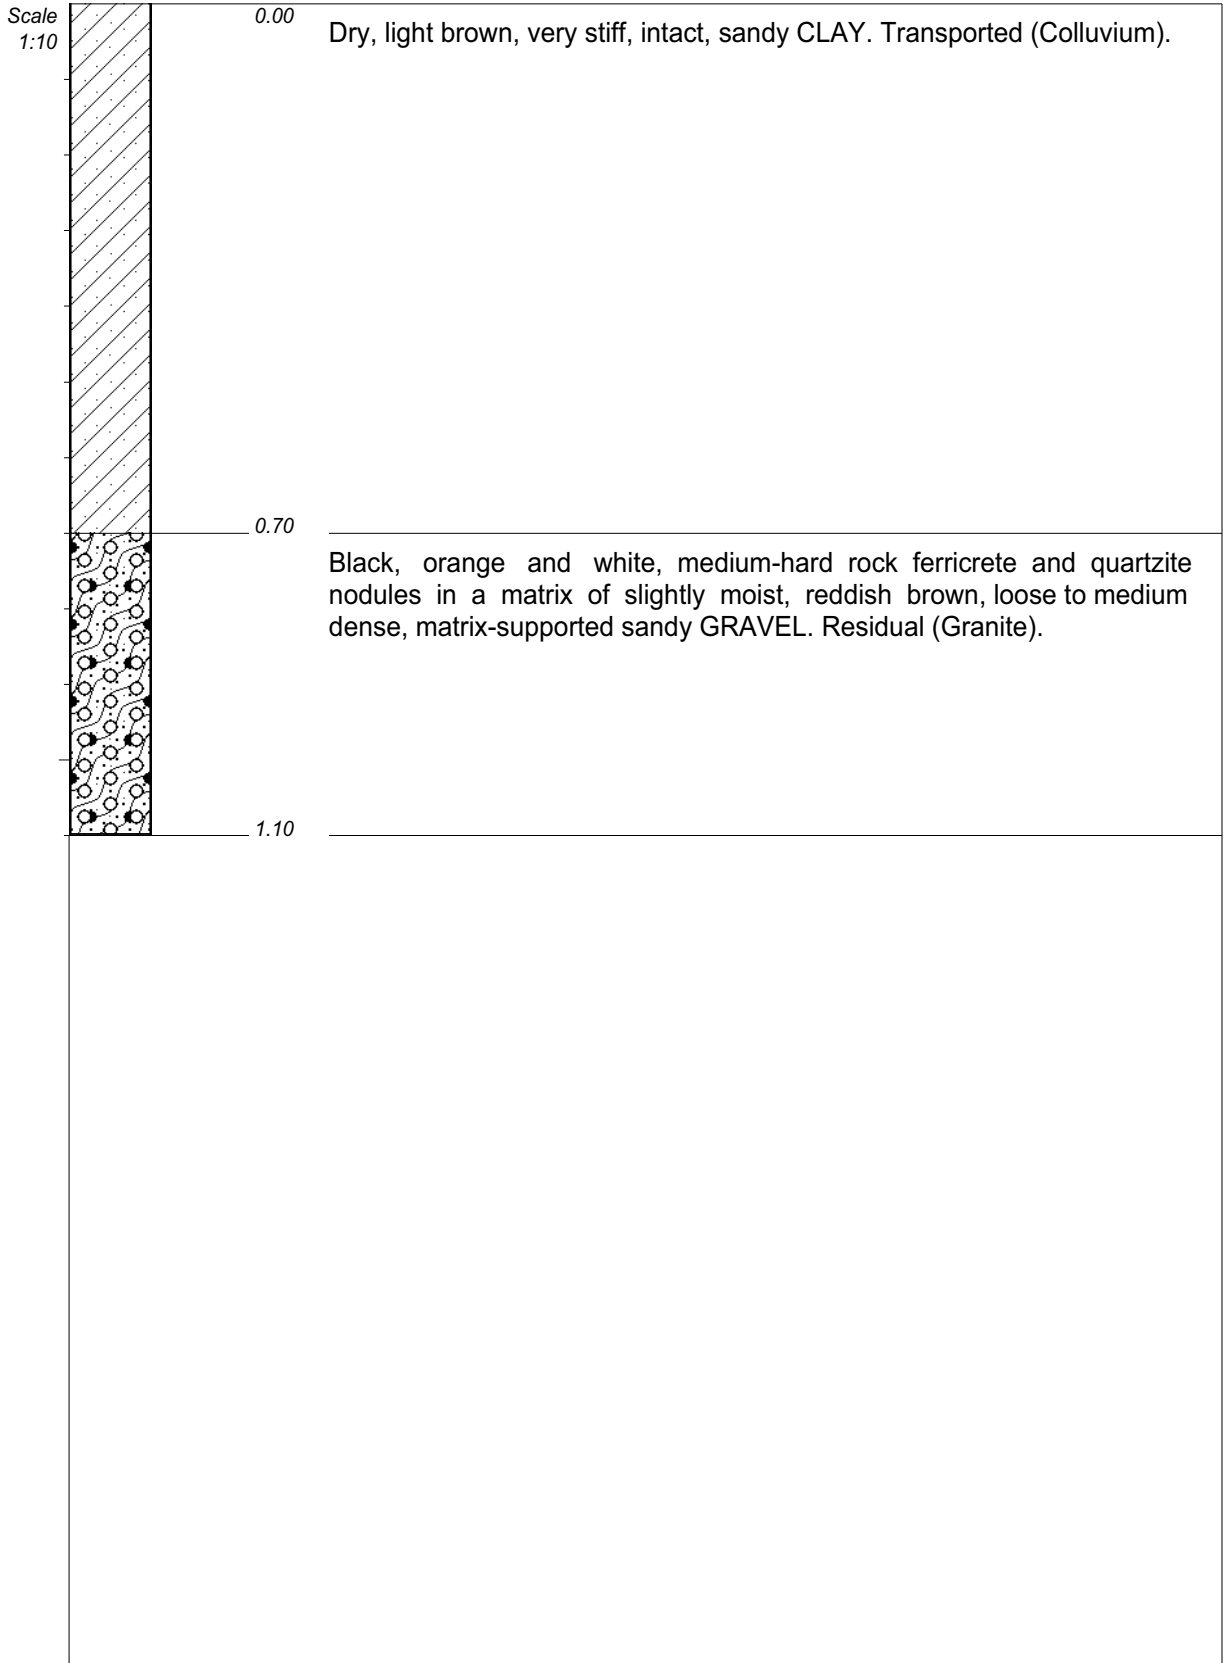 Scale
1:10
0.00
Dry, light brown, very stiff, intact, sandy CLAY. Transported (Colluvium).
0.70
Black, orange and white, medium-hard rock ferricrete and quartzite
nodules in a matrix of slightly moist, reddish brown, loose to medium
dense, matrix-supported sandy GRAVEL. Residual (Granite).
1.10